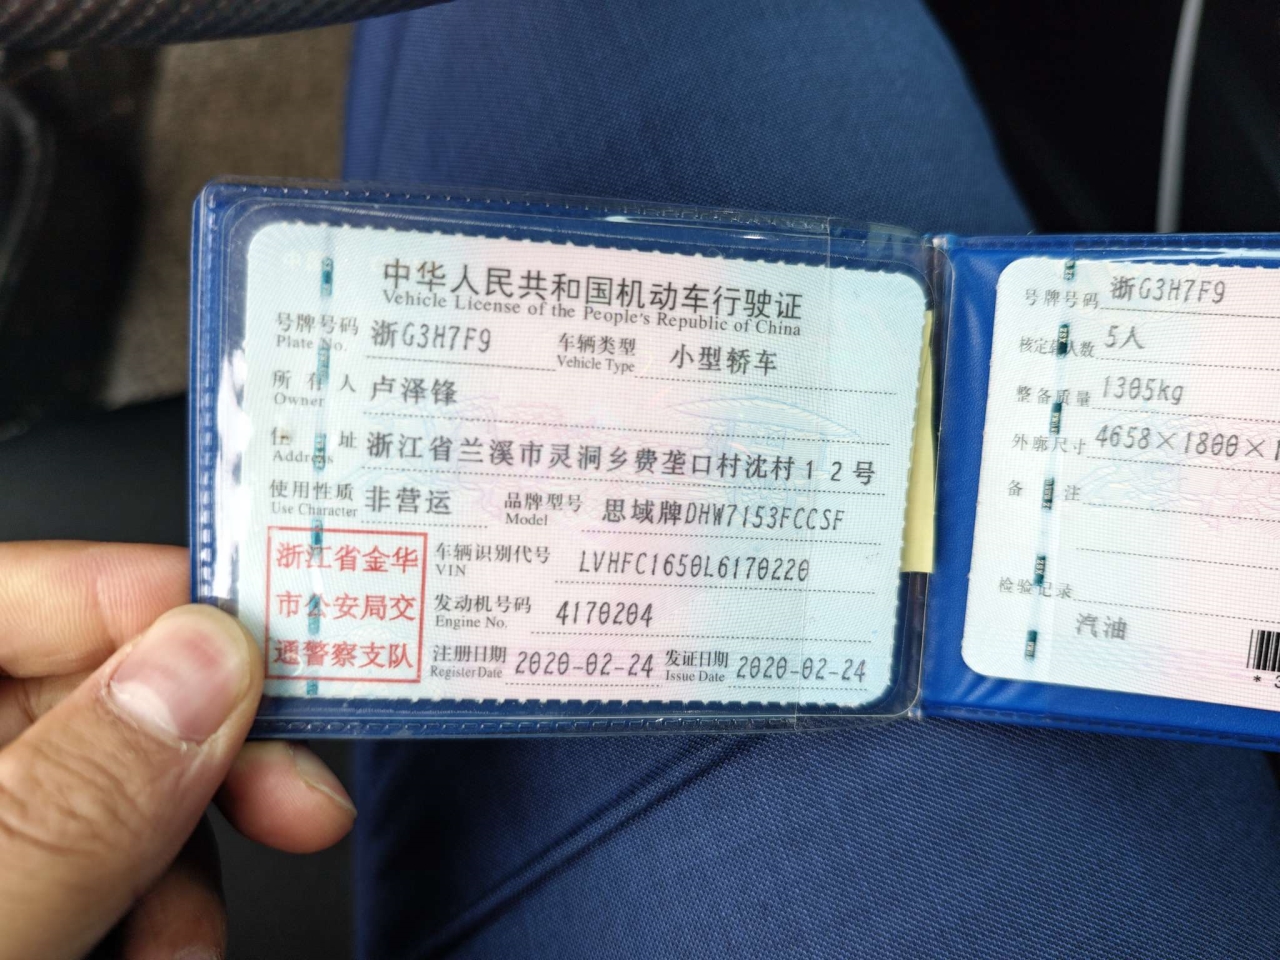 中华人民共和国机动车行驶证
Vehicle License of the People's Republic of China
号牌号码 浙G3H7F9 车辆类型 小型轿车
Plate No. Vehicle Type
所有人 卢泽锋
Owner
住址 浙江省兰溪市灵洞乡费垄口村沈村12号
Address
使用性质 非营运 品牌型号 思域牌DHW7153FCCSF
Use Character Model
浙江省金华
市公安局交
通警察支队
车辆识别代号 LVHFC1650L6170220
VIN
发动机号码 4170204
Engine No.
注册日期 2020-02-24 发证日期 2020-02-24
Register Date Issue Date
号牌号码 浙G3H7F9
核定载人数 5人
整备质量 1305kg
外廓尺寸 4658×1800×1
备注
检验记录
汽油